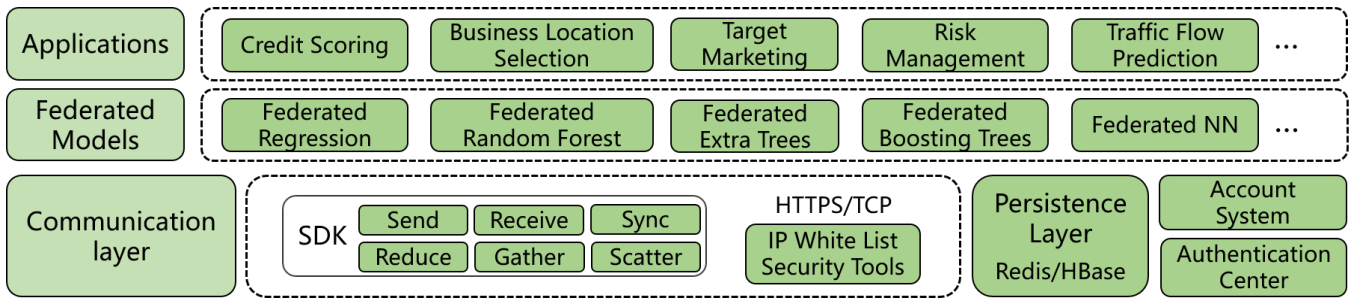 Applications
Credit Scoring
Business Location
Selection
Target
Marketing
Risk
Management
Traffic Flow
Prediction
...
Federated
Models
Federated
Regression
Federated
Random Forest
Federated
Extra Trees
Federated
Boosting Trees
Federated NN
...
Communication
layer
SDK
Send
Receive
Sync
Reduce
Gather
Scatter
HTTPS/TCP
IP White List
Security Tools
Persistence
Layer
Redis/HBase
Account
System
Authentication
Center